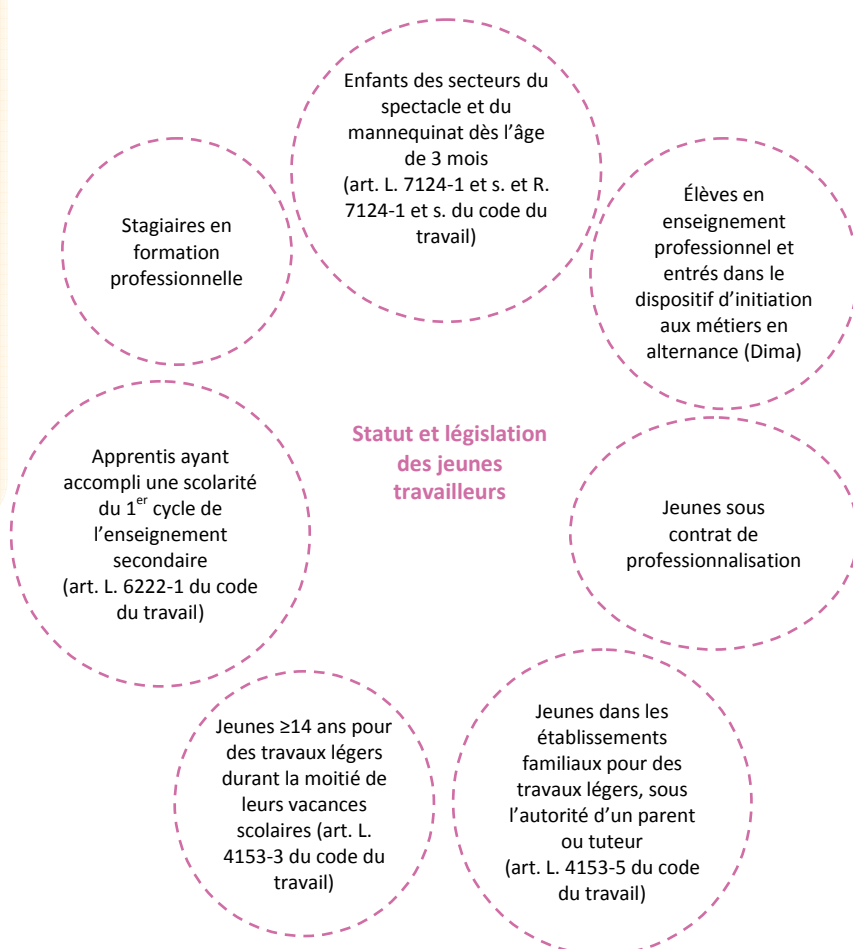 Enfants des secteurs du
spectacle et du
mannequinat dès l’âge
de 3 mois
(art. L. 7124-1 et s. et R.
7124-1 et s. du code du
travail)
Élèves en
enseignement
professionnel et
entrés dans le
dispositif d’initiation
aux métiers en
alternance (Dima)
Stagiaires en
formation
professionnelle
Statut et législation
des jeunes
travailleurs
Apprentis ayant
accompli une scolarité
du 1er cycle de
l’enseignement
secondaire
(art. L. 6222-1 du code
du travail)
Jeunes sous
contrat de
professionnalisation
Jeunes ≥14 ans pour
des travaux légers
durant la moitié de
leurs vacances
scolaires (art. L.
4153-3 du code du
travail)
Jeunes dans les
établissements
familiaux pour des
travaux légers, sous
l’autorité d’un parent
ou tuteur
(art. L. 4153-5 du code
du travail)